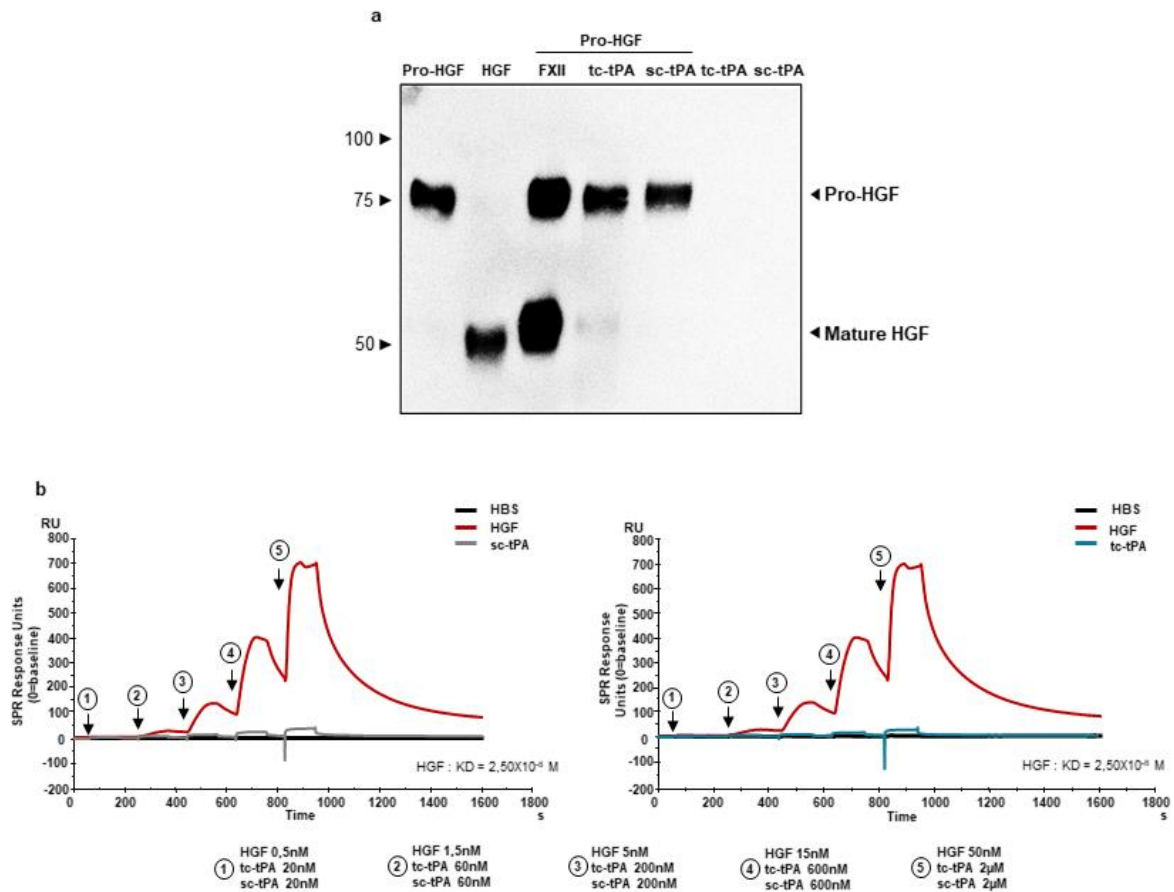 a
Pro-HGF
Pro-HGF HGF FXII tc-tPA sc-tPA tc-tPA sc-tPA
100 ►
75 ►
50 ►
◄ Pro-HGF
◄ Mature HGF
b
RU
SPR Response Units
(0=baseline)
800
700
600
500
400
300
200
100
0
-100
-200
1
2
3
4
5
HBS
HGF
sc-tPA
HGF : KD = 2,50X10⁻⁸ M
0 200 400 600 800 1000 1200 1400 1600 1800
Time
s
RU
SPR Response
Units (0=baseline)
800
700
600
500
400
300
200
100
0
-100
-200
1
2
3
4
5
HBS
HGF
tc-tPA
HGF : KD = 2,50X10⁻⁸ M
0 200 400 600 800 1000 1200 1400 1600 1800
Time
s
1
HGF 0,5nM
tc-tPA 20nM
sc-tPA 20nM
2
HGF 1,5nM
tc-tPA 60nM
sc-tPA 60nM
3
HGF 5nM
tc-tPA 200nM
sc-tPA 200nM
4
HGF 15nM
tc-tPA 600nM
sc-tPA 600nM
5
HGF 50nM
tc-tPA 2µM
sc-tPA 2µM